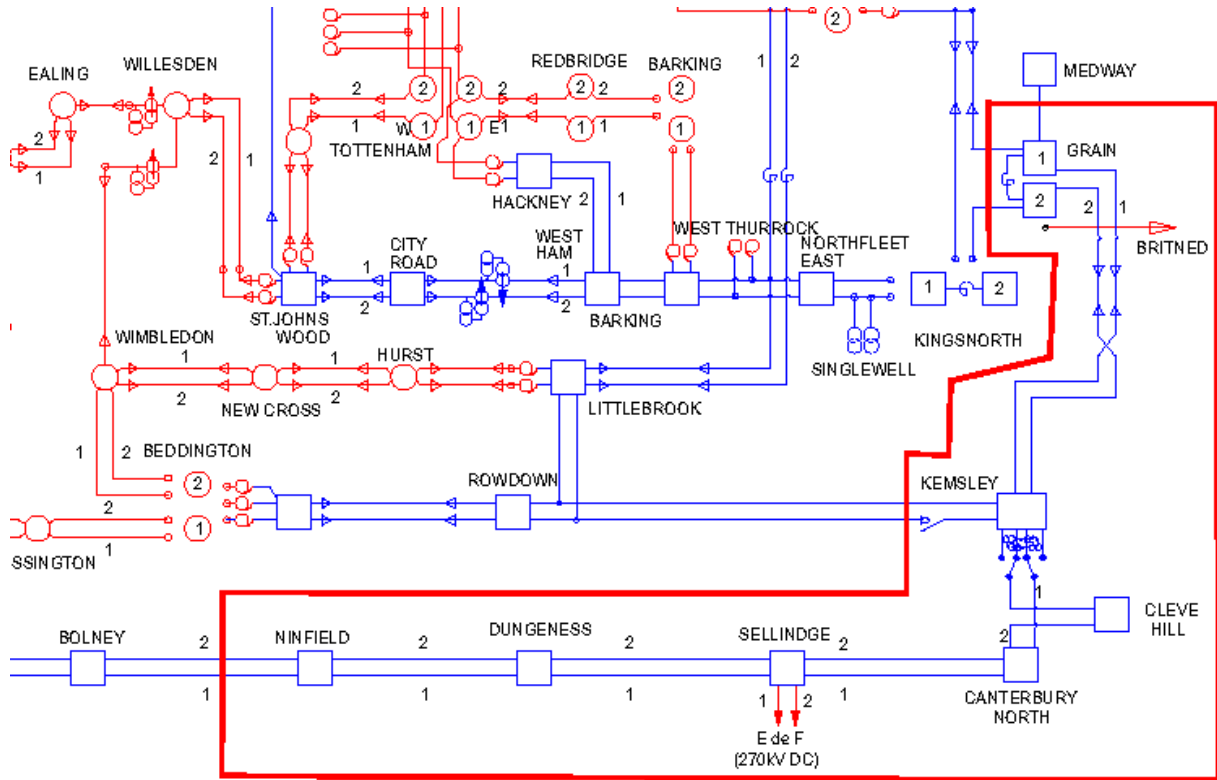 2
MEDWAY
EALING
WILLESDEN
REDBRIDGE
BARKING
1
2
2
2
2
2
2
2
2
1
1
1
1
1
1
W
E
TOTTENHAM
GRAIN
1
2
2
1
BRITNED
2
1
HACKNEY
2
1
WEST THURROCK
CITY
ROAD
WEST
HAM
NORTHFLEET
EAST
1
1
2
2
1
2
ST.JOHNS
WOOD
BARKING
KINGSNORTH
SINGLEWELL
WIMBLEDON
HURST
1
1
2
2
NEW CROSS
LITTLEBROOK
1
2
BEDDINGTON
2
ROWDOWN
KEMSLEY
2
1
1
SSINGTON
1
CLEVE
HILL
BOLNEY
NINFIELD
DUNGENESS
SELLINDGE
2
2
2
2
2
1
1
1
1
1
2
CANTERBURY
NORTH
E de F
(270kV DC)